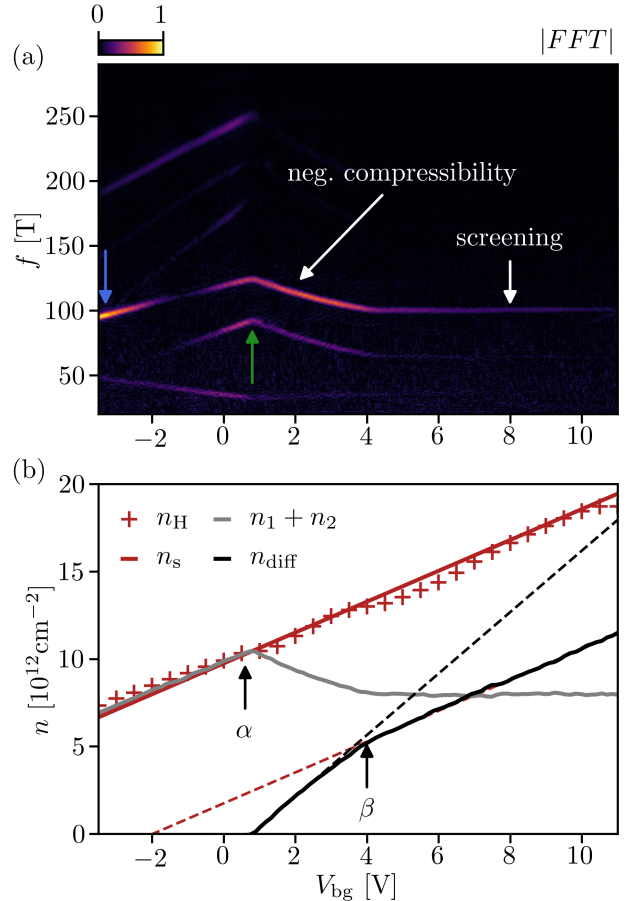 0 1
(a) |FFT|
250
200
150
100
50
f [T]
neg. compressibility
screening
−2 0 2 4 6 8 10
(b)
20
15
10
5
0
n [10¹²cm⁻²]
n_H n₁ + n₂
n_s n_diff
α
β
−2 0 2 4 6 8 10
V_bg [V]